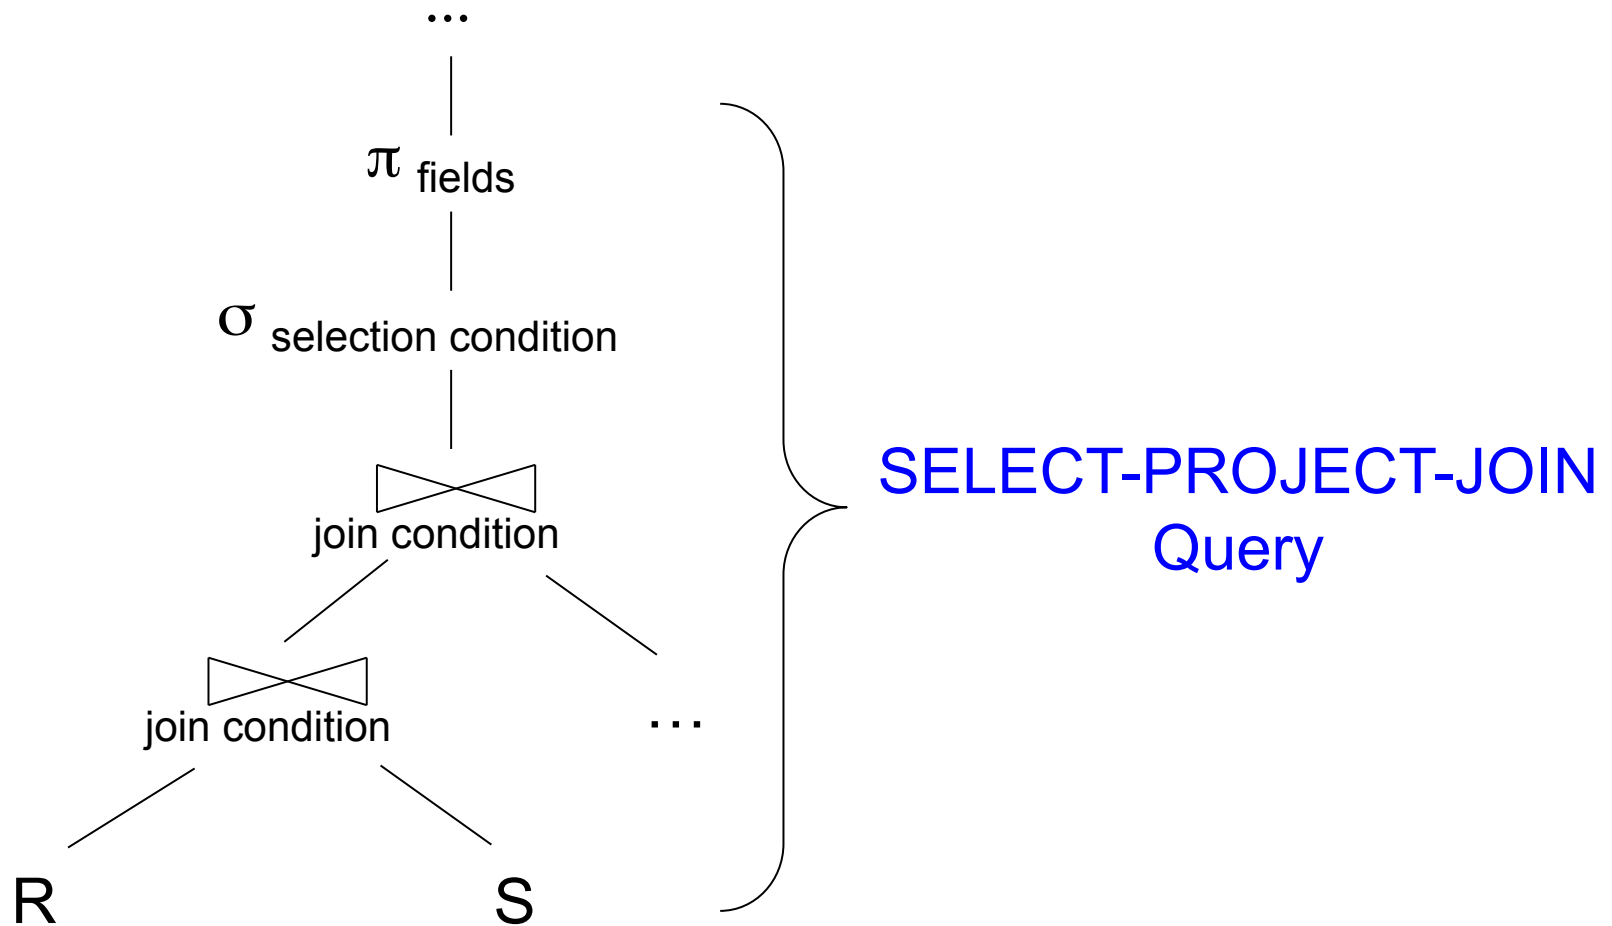 ...
π fields
σ selection condition
join condition
SELECT-PROJECT-JOIN
Query
join condition
...
R
S